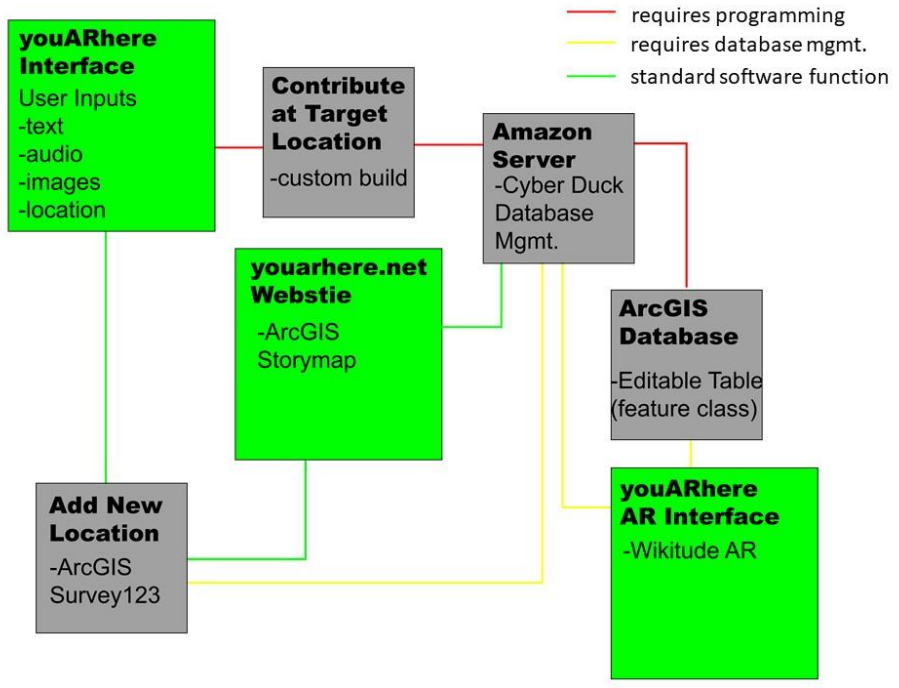 requires programming
requires database mgmt.
standard software function
youARhere
Interface
User Inputs
-text
-audio
-images
-location
Contribute
at Target
Location
-custom build
Amazon
Server
-Cyber Duck
Database
Mgmt.
youarhere.net
Webstie
-ArcGIS
Storymap
ArcGIS
Database
-Editable Table
(feature class)
Add New
Location
-ArcGIS
Survey123
youARhere
AR Interface
-Wikitude AR